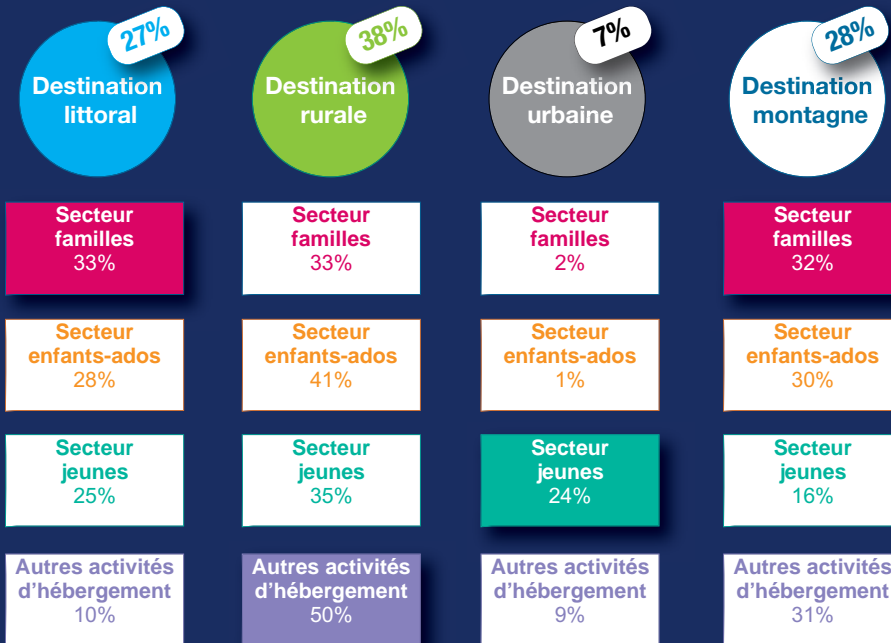 27%
Destination
littoral
38%
Destination
rurale
7%
Destination
urbaine
28%
Destination
montagne
Secteur
familles
33%
Secteur
familles
33%
Secteur
familles
2%
Secteur
familles
32%
Secteur
enfants-ados
28%
Secteur
enfants-ados
41%
Secteur
enfants-ados
1%
Secteur
enfants-ados
30%
Secteur
jeunes
25%
Secteur
jeunes
35%
Secteur
jeunes
24%
Secteur
jeunes
16%
Autres activités
d’hébergement
10%
Autres activités
d’hébergement
50%
Autres activités
d’hébergement
9%
Autres activités
d’hébergement
31%